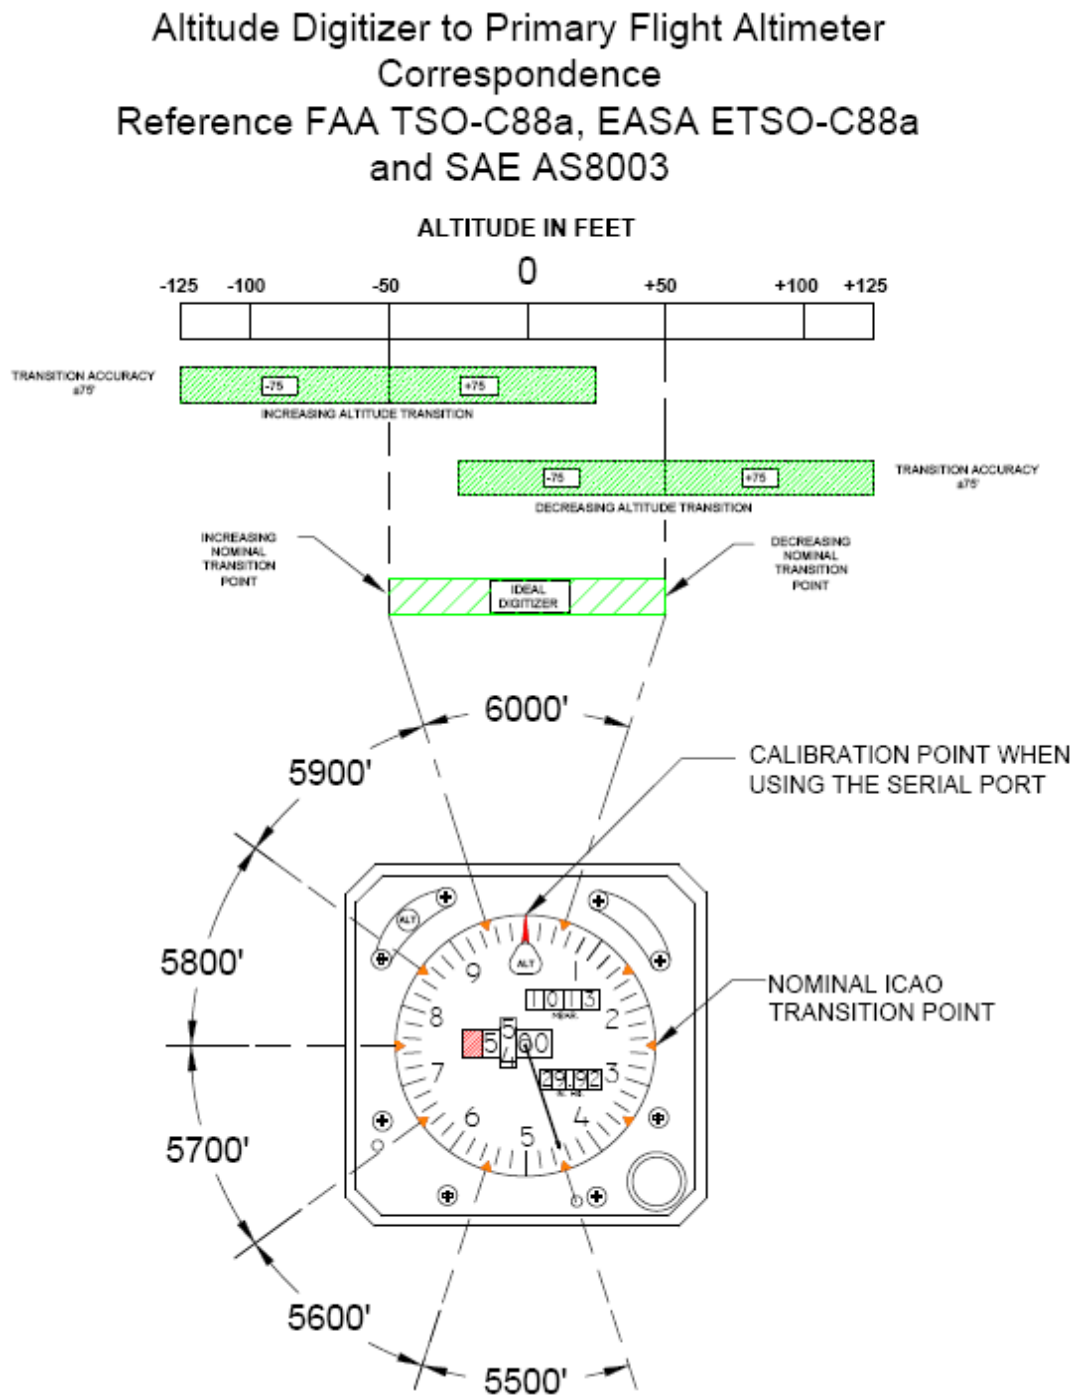 Altitude Digitizer to Primary Flight Altimeter
Correspondence
Reference FAA TSO-C88a, EASA ETSO-C88a
and SAE AS8003
ALTITUDE IN FEET
-125 -100 -50 0 +50 +100 +125
TRANSITION ACCURACY
±75'
-75 +75
INCREASING ALTITUDE TRANSITION
-75 +75
TRANSITION ACCURACY
±75'
DECREASING ALTITUDE TRANSITION
INCREASING
NOMINAL
TRANSITION
POINT
DECREASING
NOMINAL
TRANSITION
POINT
IDEAL
DIGITIZER
6000'
5900'
CALIBRATION POINT WHEN
USING THE SERIAL PORT
5800'
ALT
ALT
9 1
1013
MBAR.
8 2
NOMINAL ICAO
TRANSITION POINT
5 5 00
7 3
29.92
6 4
5
5700'
5600'
5500'